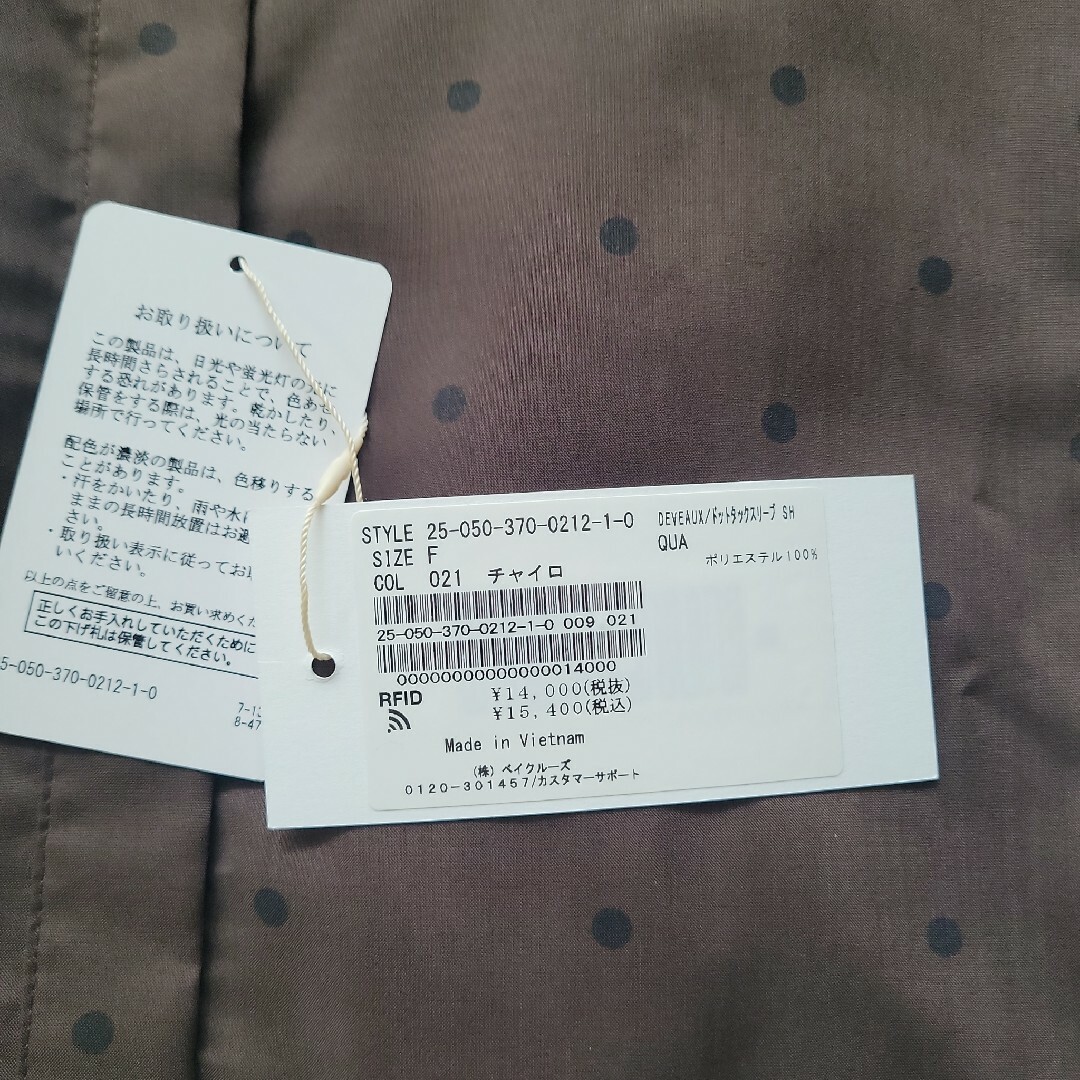 お取り扱いについて
この製品は、日光や蛍光灯の光に
長時間さらされることで、色あせ
する恐れがあります。乾かしたり、
保管をする際は、光の当たらない
場所で行ってください。
配色が濃淡の製品は、色移りする
ことがあります。
・汗をかいたり、雨や水に
ままの長時間放置はお避
さい。
・取り扱い表示に従ってお
いください。
以上の点をご留意の上、お買い求めくだ
正しくお手入れしていただくために
この下げ札は保管してください。
5-050-370-0212-1-0
7-12
8-47
STYLE 25-050-370-0212-1-0
SIZE F
COL 021 チャイロ
DEVEAUX/ドットタックスリーブ SH
QUA
ポリエステル100%
25-050-370-0212-1-0 009 021
00000000000000014000
RFID
¥14,000(税抜)
¥15,400(税込)
Made in Vietnam
(株) ベイクルーズ
0120-301457/カスタマーサポート